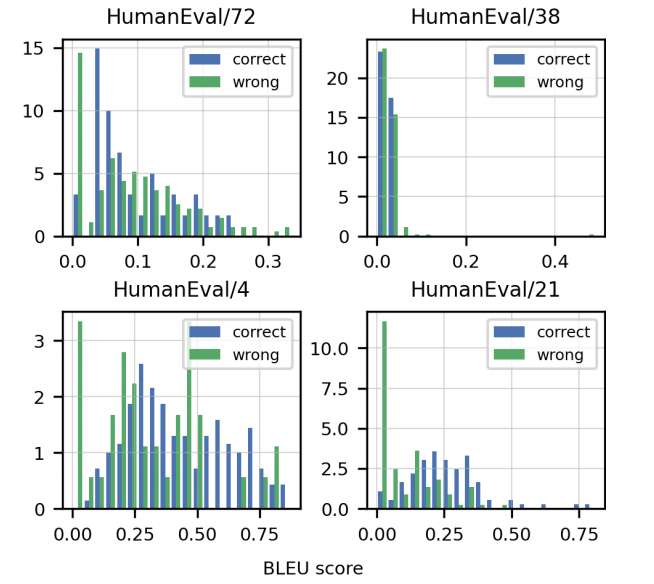 HumanEval/72
HumanEval/38
15
10
5
0
correct
wrong
20
15
10
5
0
correct
wrong
0.0 0.1 0.2 0.3
0.0 0.2 0.4
HumanEval/4
HumanEval/21
3
2
1
0
correct
wrong
10.0
7.5
5.0
2.5
0.0
correct
wrong
0.00 0.25 0.50 0.75
0.00 0.25 0.50 0.75
BLEU score